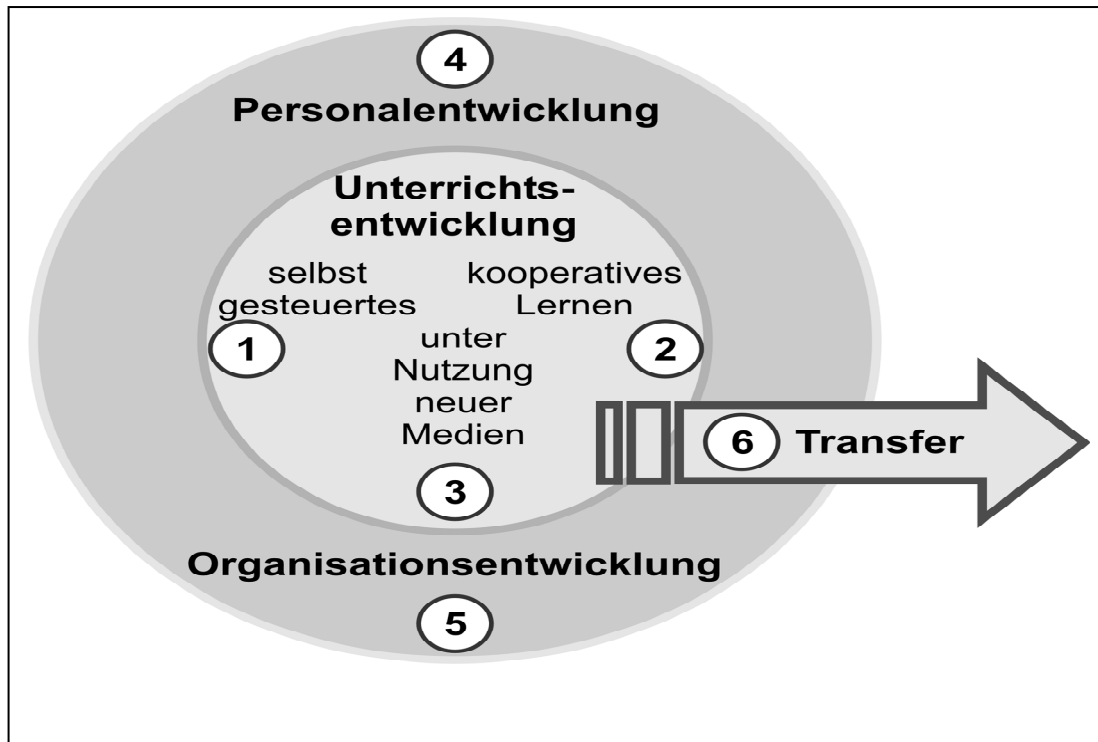 4
Personalentwicklung
Unterrichts-
entwicklung
selbst
gesteuertes
kooperatives
Lernen
1
unter
Nutzung
neuer
Medien
2
3
6 Transfer
Organisationsentwicklung
5